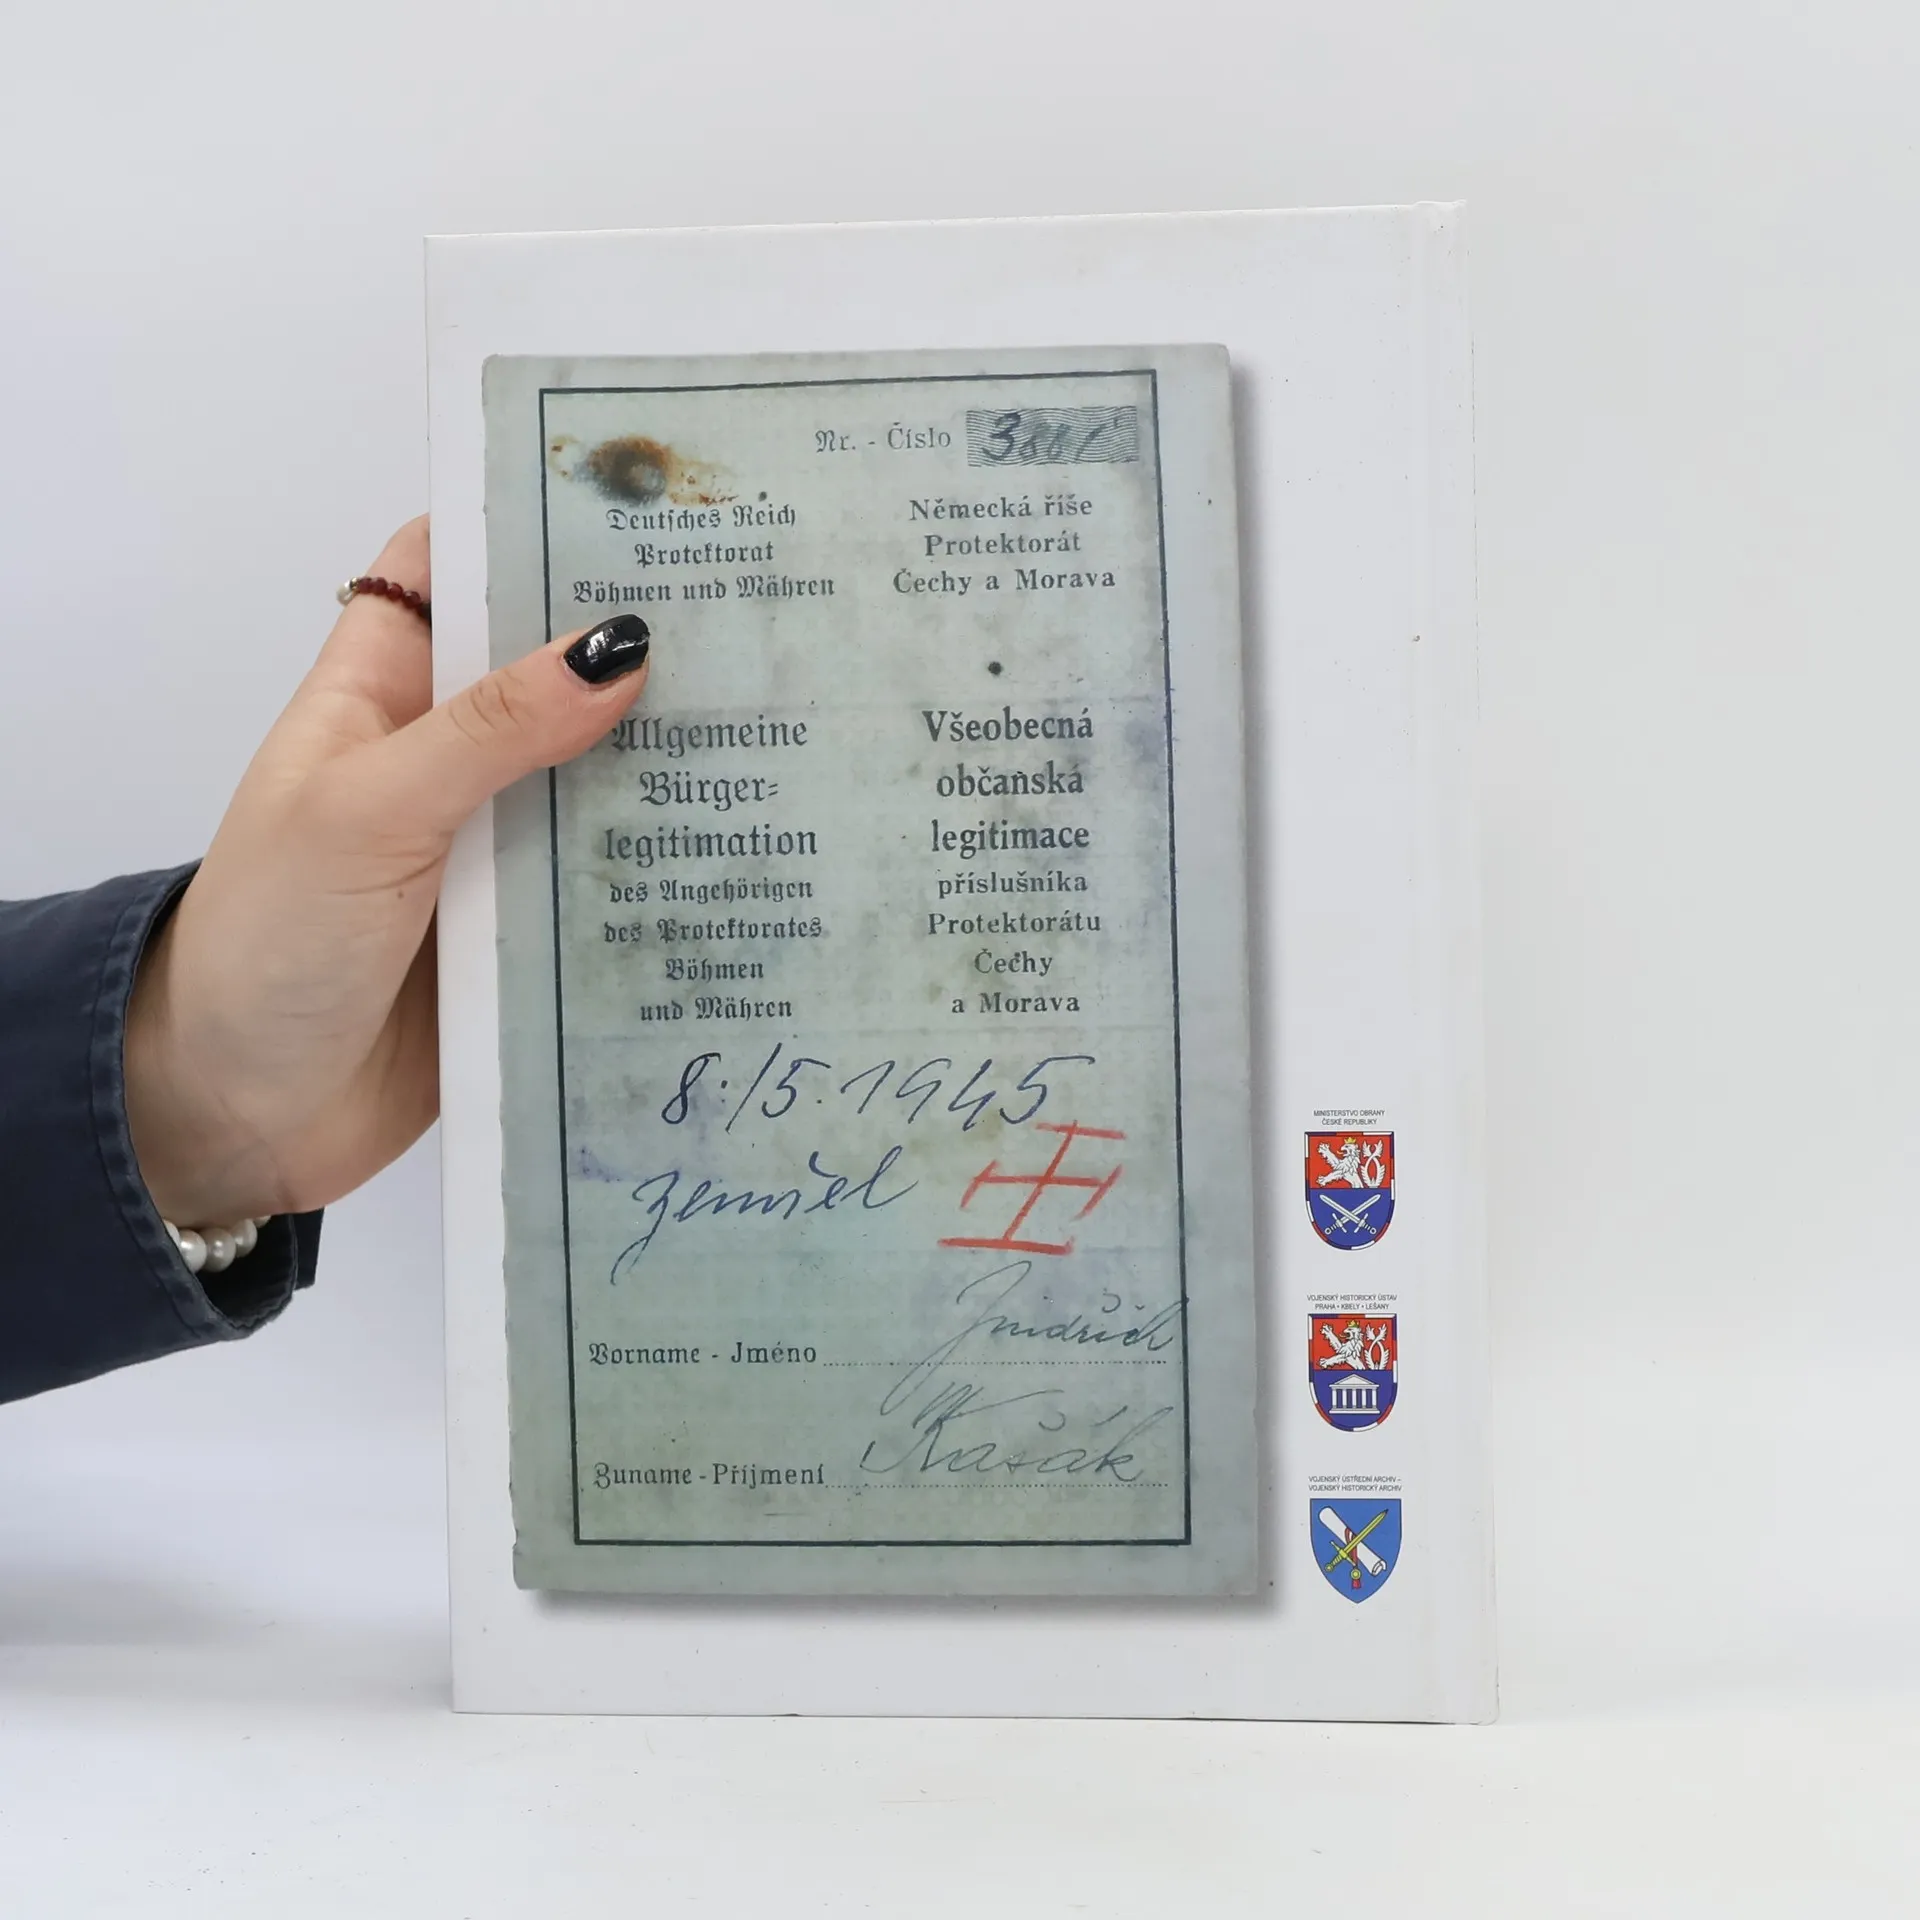 Nr. - Číslo
Deutsches Reich
Protektorat
Böhmen und Mähren
Německá říše
Protektorát
Čechy a Morava
Allgemeine
Bürger=
legitimation
des Angehörigen
des Protektorates
Böhmen
und Mähren
Všeobecná
občanská
legitimace
příslušníka
Protektorátu
Čechy
a Morava
8./5.1945
zemřel
Vorname - Jméno Jindřich
Zuname - Příjmení Kašák
MINISTERSTVO OBRANY
ČESKÉ REPUBLIKY
VOJENSKÝ HISTORICKÝ ÚSTAV
PRAHA • KBELY • LEŠANY
VOJENSKÝ ÚSTŘEDNÍ ARCHIV –
VOJENSKÝ HISTORICKÝ ARCHIV